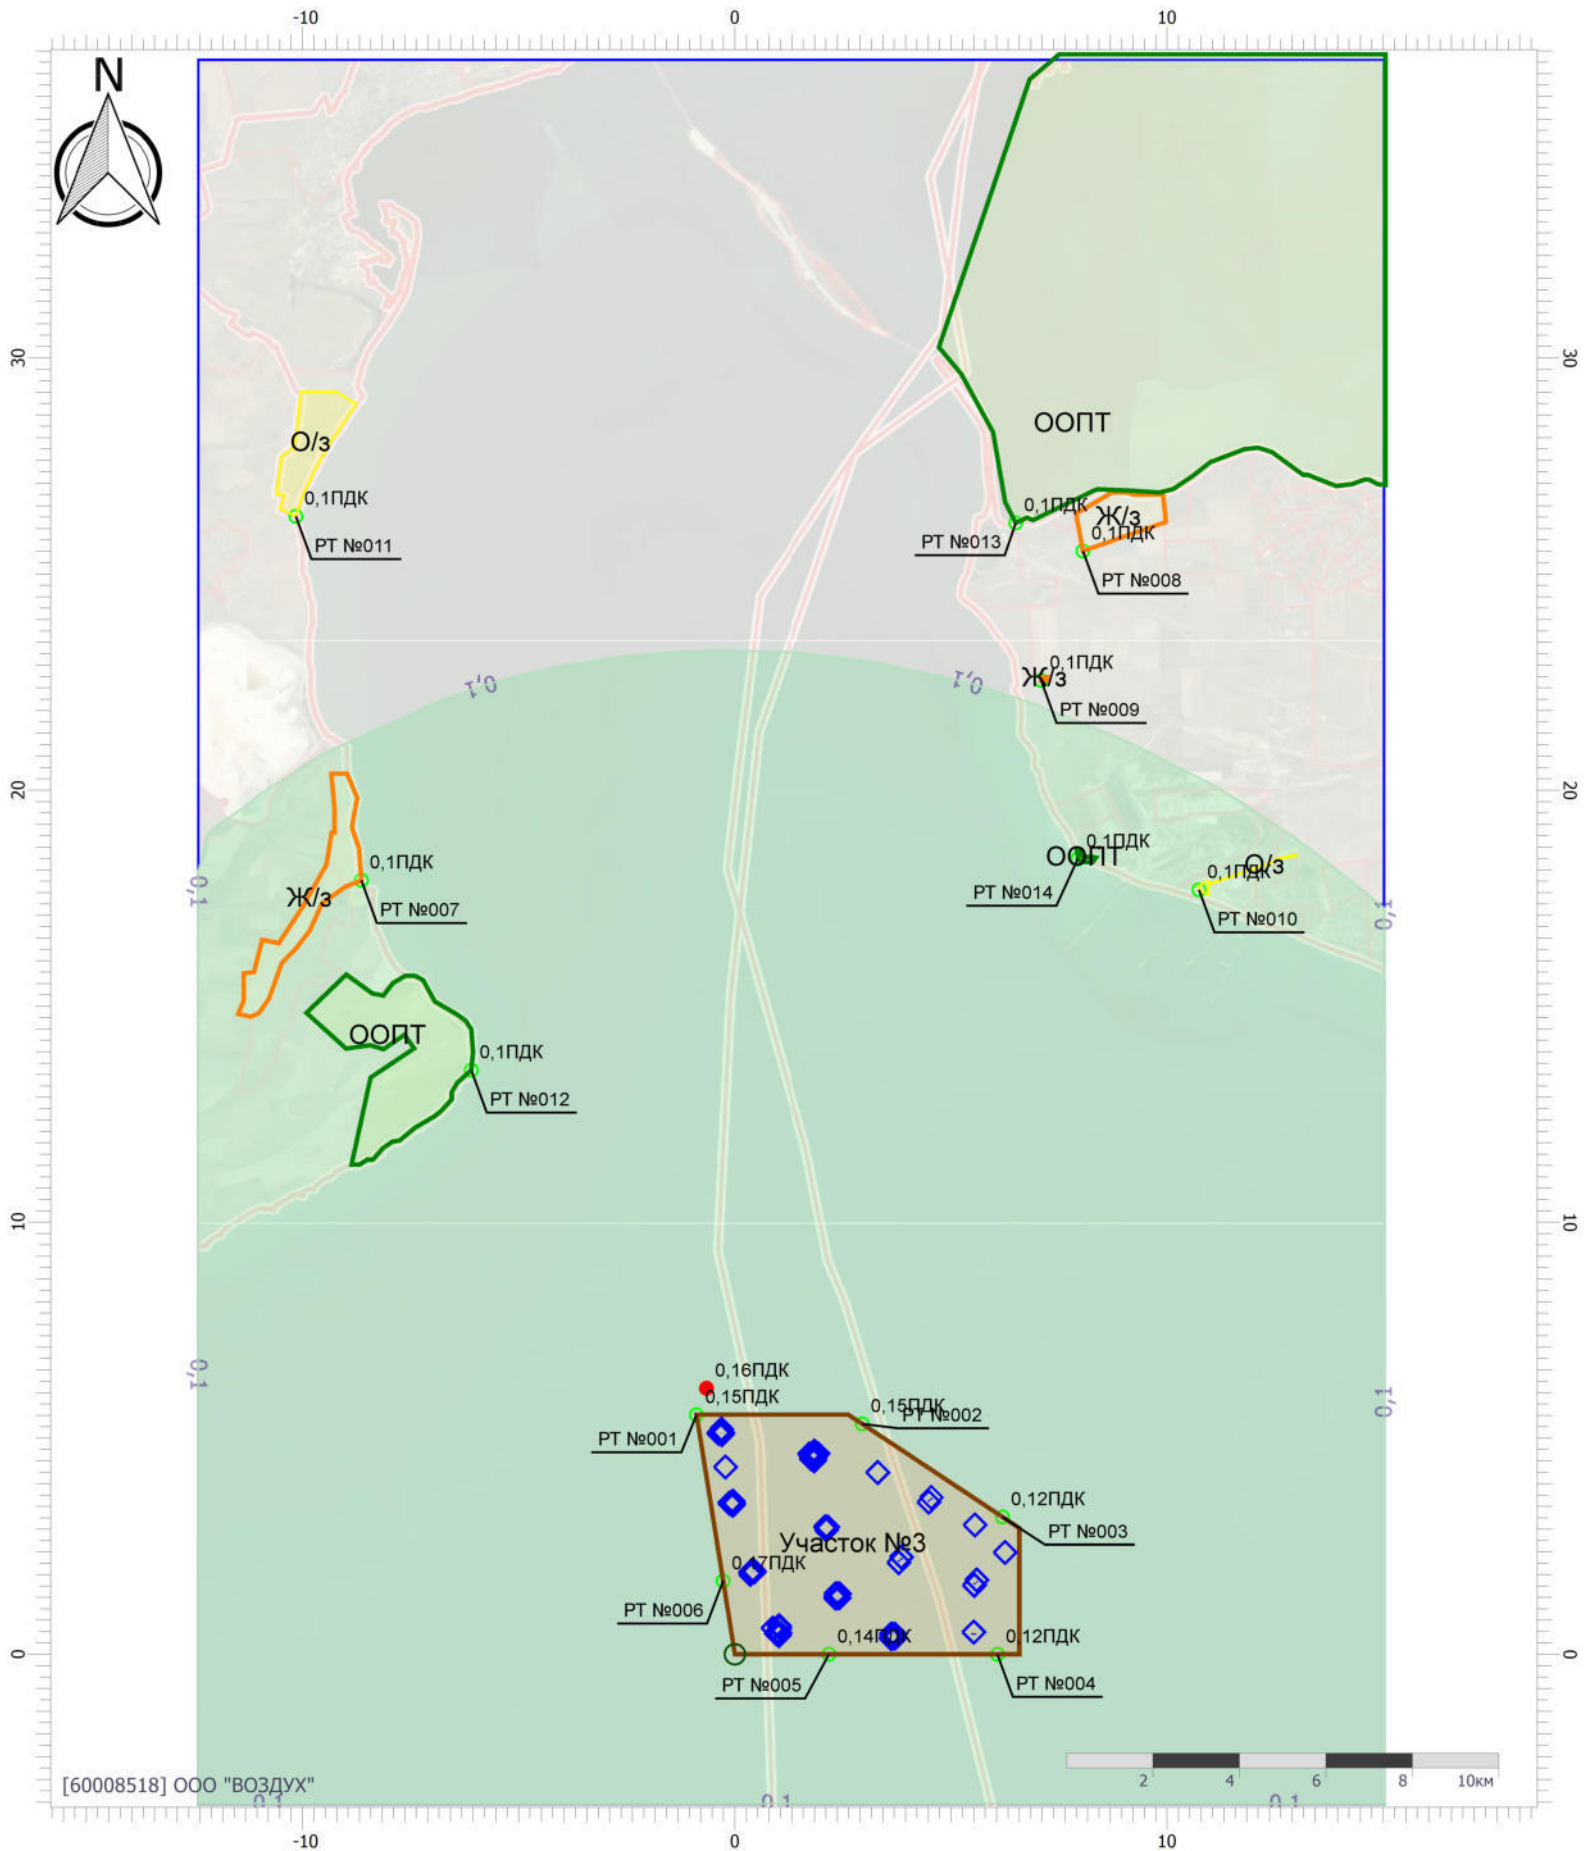 -10 0 10
N
30 30
ООПТ
О/з
0,1ПДК
РТ №011
0,1ПДК
Ж/з
РТ №013
0,1ПДК
РТ №008
0,1ПДК
Ж/з
РТ №009
0,1
0,1
20 20
0,1ПДК
ООПТ
РТ №014
О/з
0,1ПДК
РТ №010
0,1ПДК
Ж/з
РТ №007
0,1
0,1
ООПТ
0,1ПДК
РТ №012
10 10
0,1
0,1
0,16ПДК
0,15ПДК
РТ №001
0,15ПДК
РТ №002
0,12ПДК
РТ №003
Участок №3
0,17ПДК
РТ №006
0,14ПДК
0,12ПДК
0 0
РТ №005
РТ №004
2 4 6 8 10км
[60008518] ООО "ВОЗДУХ"
0,1 0,1 0,1
-10 0 10